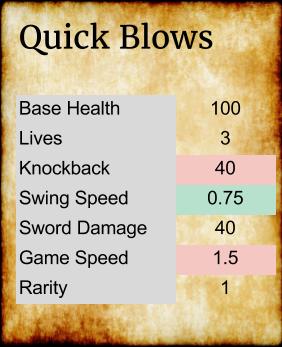 Quick Blows
Base Health 100
Lives 3
Knockback 40
Swing Speed 0.75
Sword Damage 40
Game Speed 1.5
Rarity 1